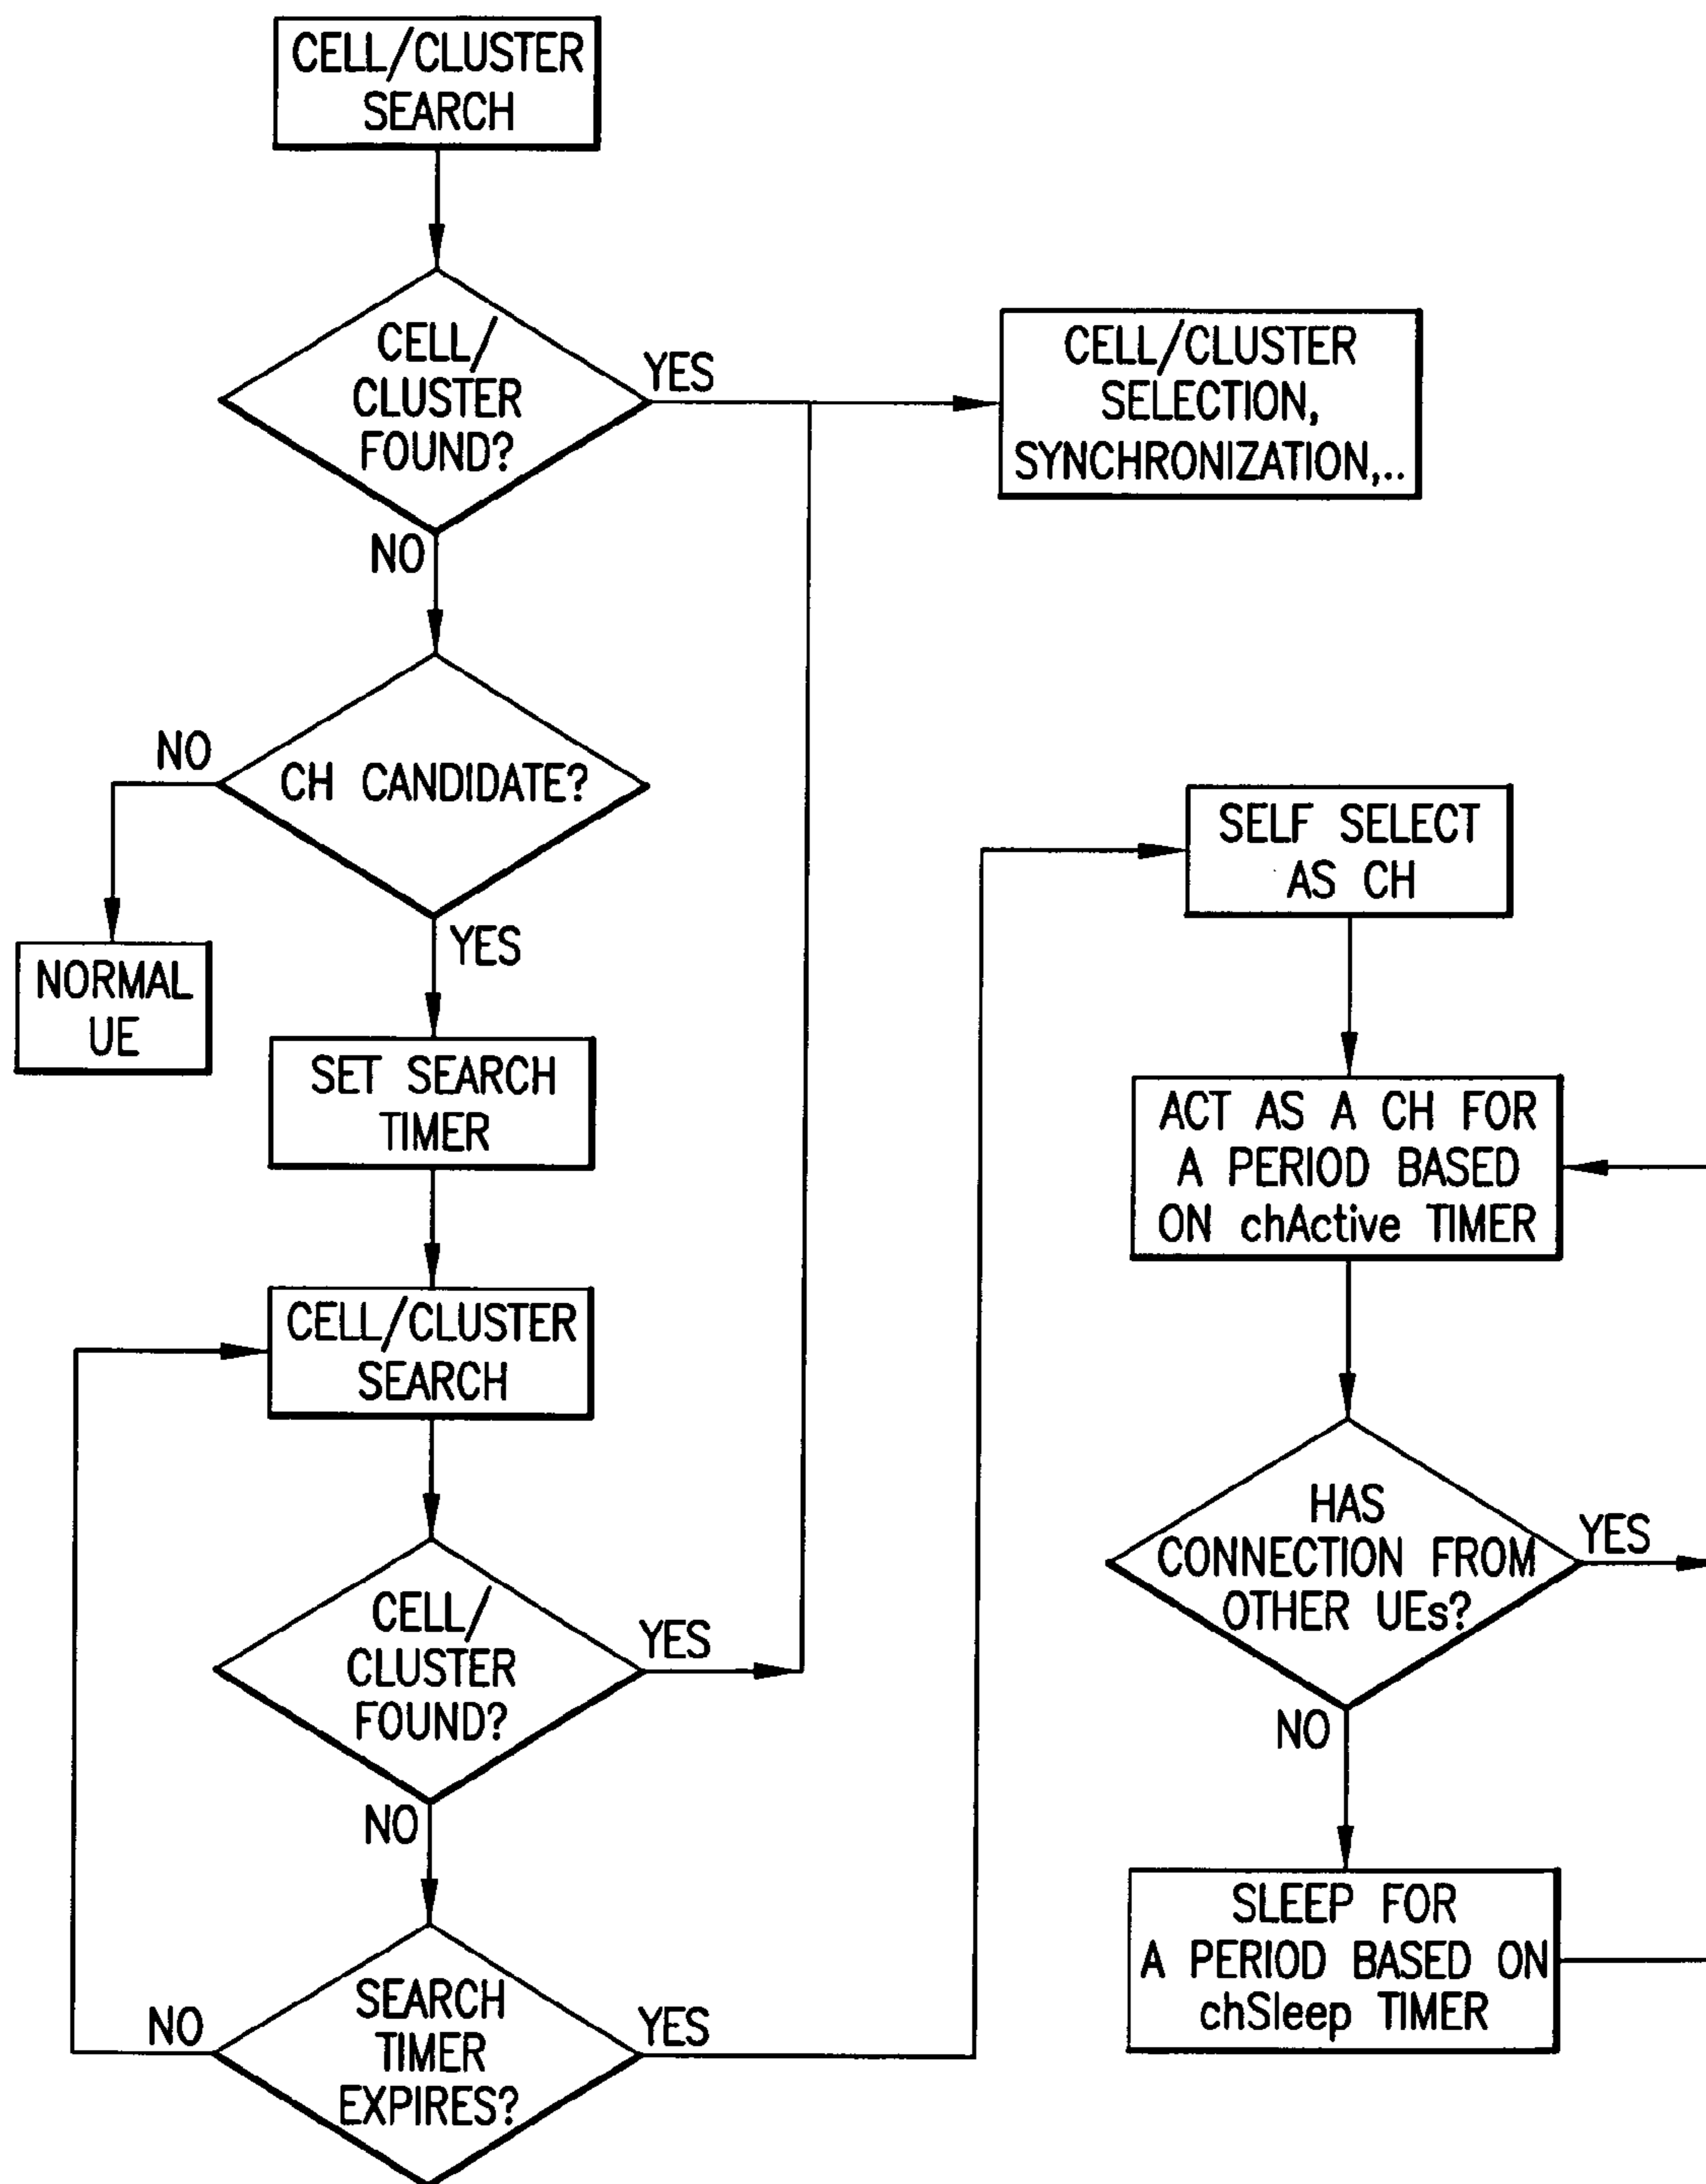 CELL/CLUSTER
SEARCH
CELL/
CLUSTER
FOUND?
YES
NO
CELL/CLUSTER
SELECTION,
SYNCHRONIZATION,..
CH CANDIDATE?
NO
YES
NORMAL
UE
SET SEARCH
TIMER
CELL/CLUSTER
SEARCH
CELL/
CLUSTER
FOUND?
YES
NO
SEARCH
TIMER
EXPIRES?
NO
YES
SELF SELECT
AS CH
ACT AS A CH FOR
A PERIOD BASED
ON chActive TIMER
HAS
CONNECTION FROM
OTHER UEs?
YES
NO
SLEEP FOR
A PERIOD BASED ON
chSleep TIMER